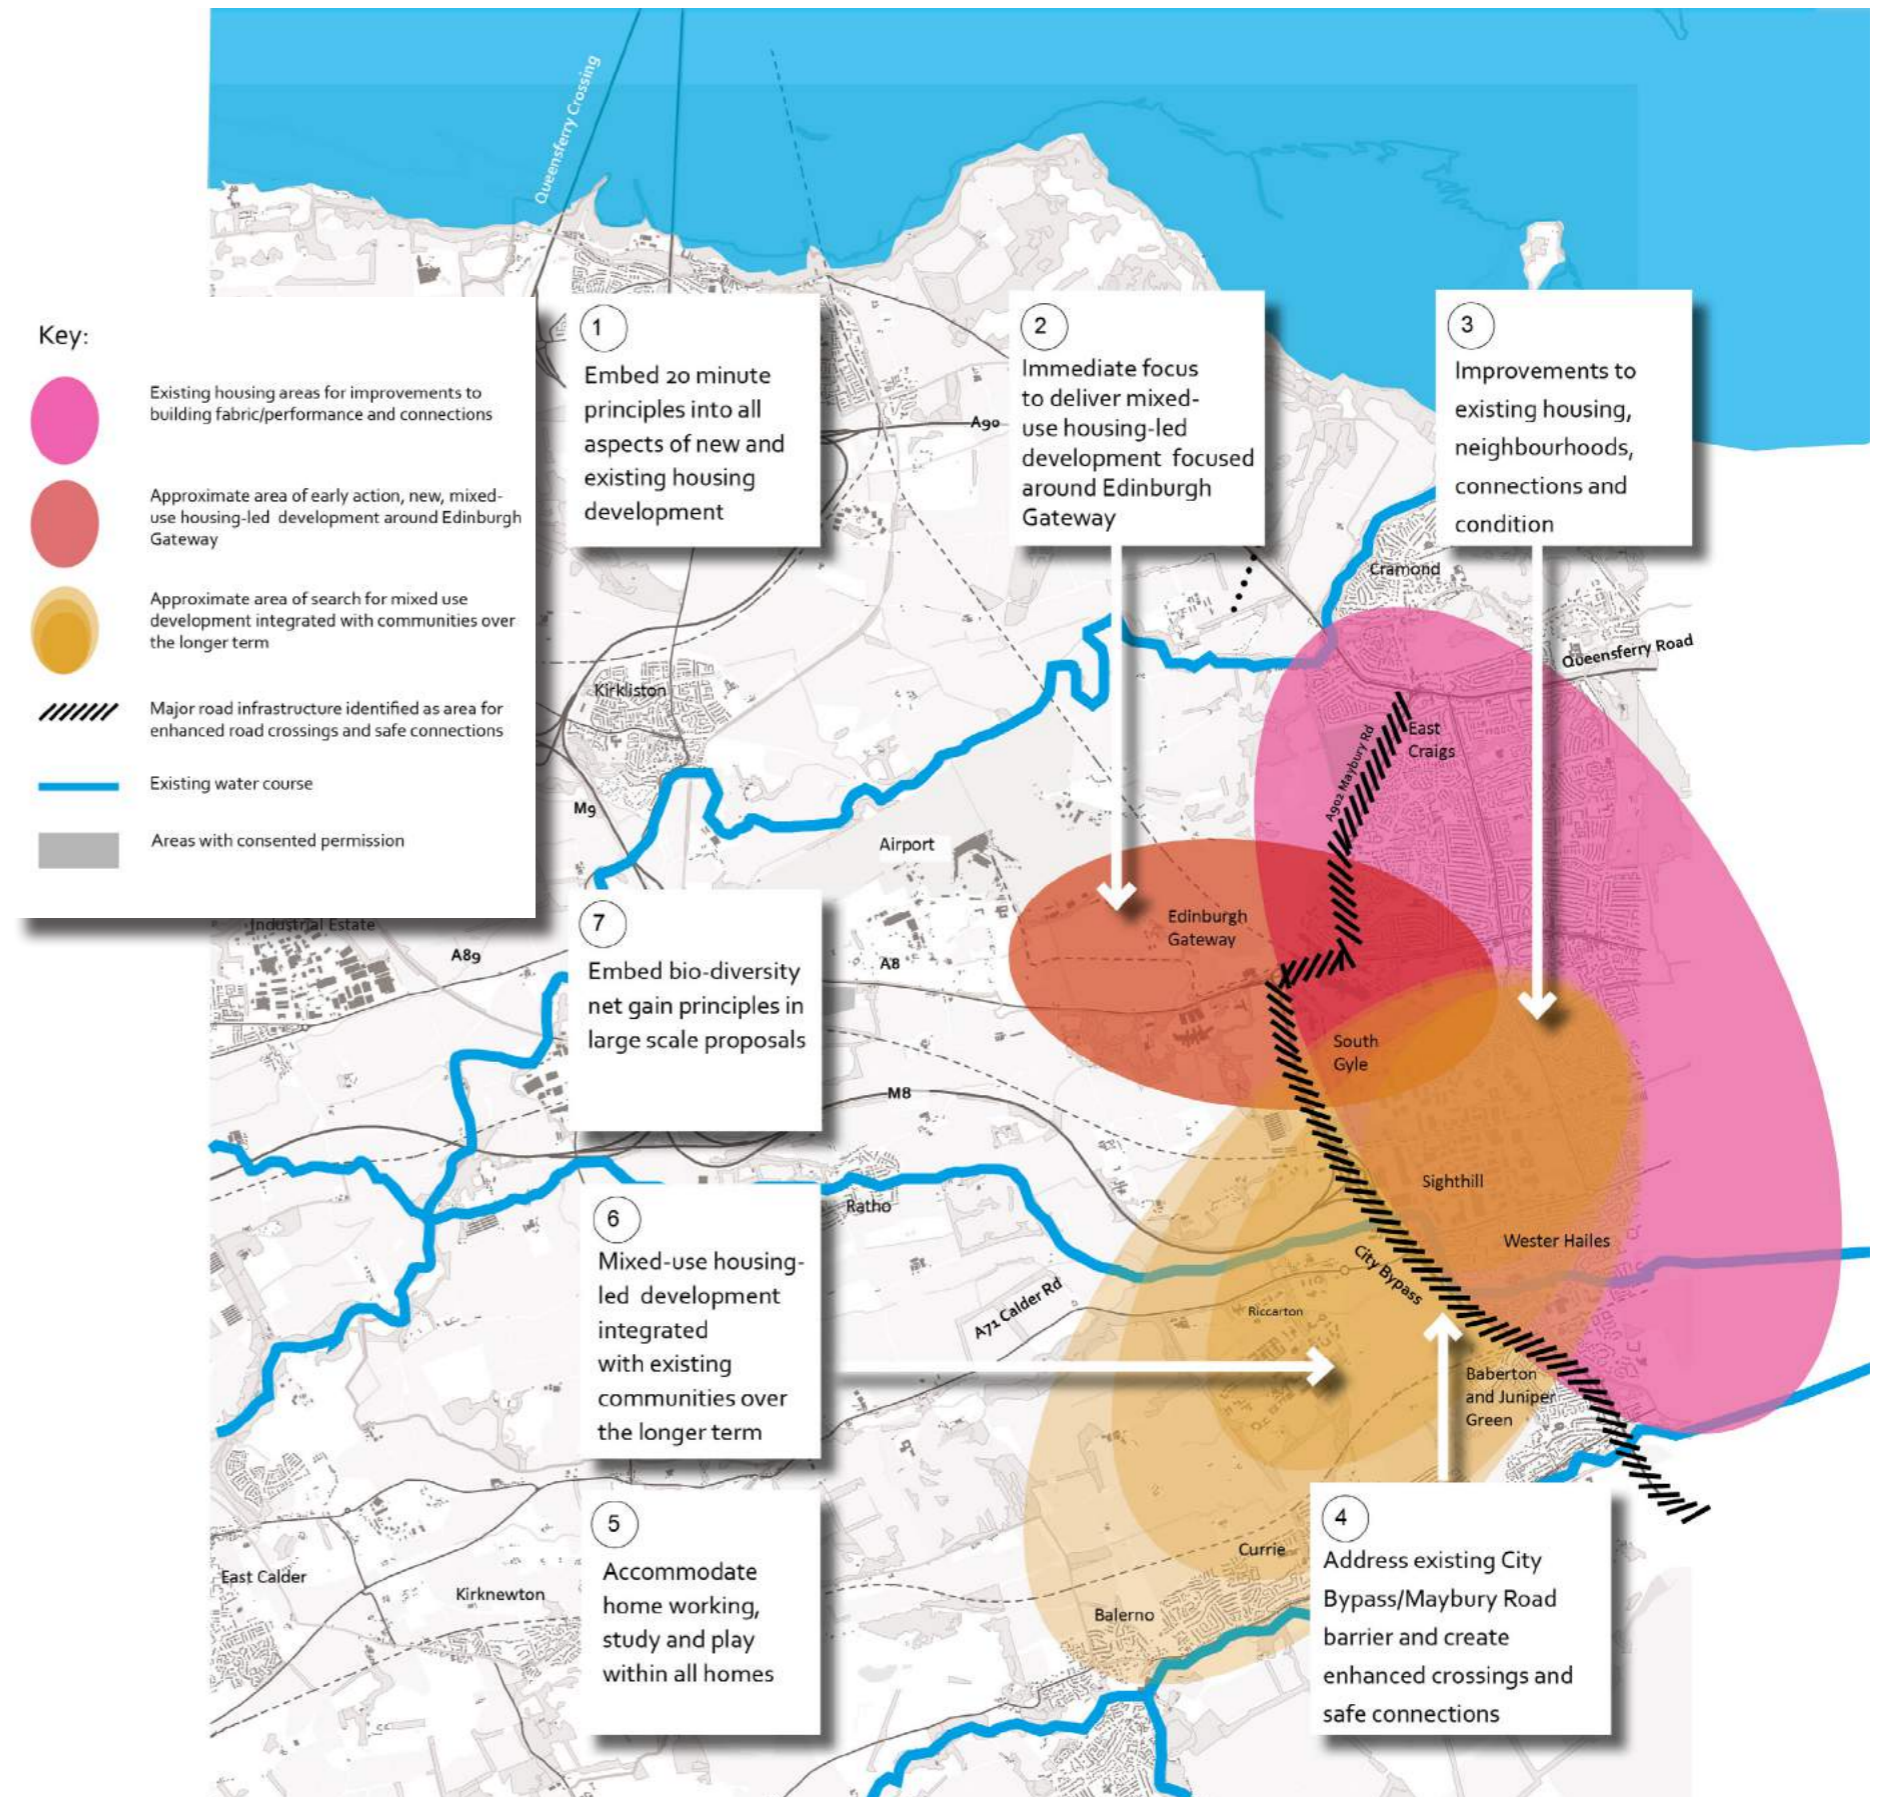 Queensferry Crossing
Key:
Existing housing areas for improvements to
building fabric/performance and connections
Approximate area of early action, new, mixed-
use housing-led development around Edinburgh
Gateway
Approximate area of search for mixed use
development integrated with communities over
the longer term
Major road infrastructure identified as area for
enhanced road crossings and safe connections
Existing water course
Areas with consented permission
1
Embed 20 minute
principles into all
aspects of new and
existing housing
development
2
Immediate focus
to deliver mixed-
use housing-led
development focused
around Edinburgh
Gateway
3
Improvements to
existing housing,
neighbourhoods,
connections and
condition
A90
Cramond
Queensferry Road
Kirkliston
East
Craigs
A902 Maybury Rd
M9
Airport
Edinburgh
Gateway
Industrial Estate
A89
A8
7
Embed bio-diversity
net gain principles in
large scale proposals
South
Gyle
M8
Sighthill
Ratho
Wester Hailes
City Bypass
A71 Calder Rd
Riccarton
6
Mixed-use housing-
led development
integrated
with existing
communities over
the longer term
Baberton
and Juniper
Green
5
Accommodate
home working,
study and play
within all homes
4
Address existing City
Bypass/Maybury Road
barrier and create
enhanced crossings and
safe connections
Currie
East Calder
Kirknewton
Balerno